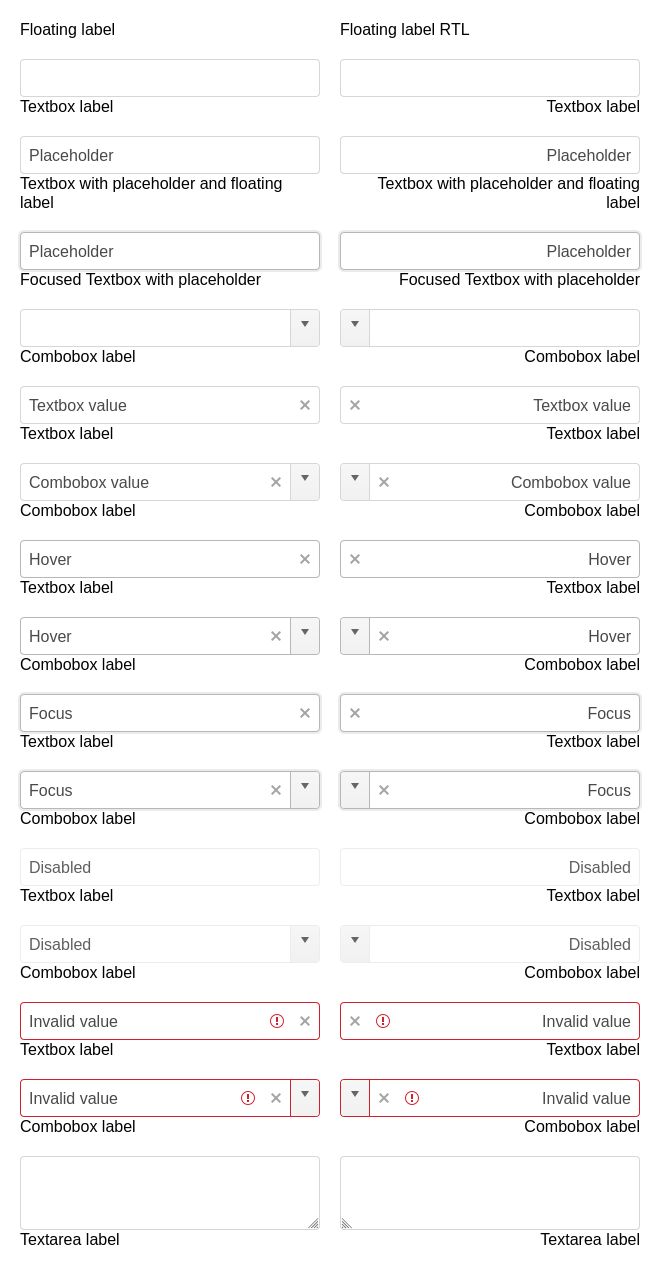 Floating label
Floating label RTL
Textbox label
Textbox label
Placeholder
Placeholder
Textbox with placeholder and floating
label
Textbox with placeholder and floating
label
Placeholder
Placeholder
Focused Textbox with placeholder
Focused Textbox with placeholder
Combobox label
Combobox label
Textbox value
Textbox value
Textbox label
Textbox label
Combobox value
Combobox value
Combobox label
Combobox label
Hover
Hover
Textbox label
Textbox label
Hover
Hover
Combobox label
Combobox label
Focus
Focus
Textbox label
Textbox label
Focus
Focus
Combobox label
Combobox label
Disabled
Disabled
Textbox label
Textbox label
Disabled
Disabled
Combobox label
Combobox label
Invalid value
Invalid value
Textbox label
Textbox label
Invalid value
Invalid value
Combobox label
Combobox label
Textarea label
Textarea label